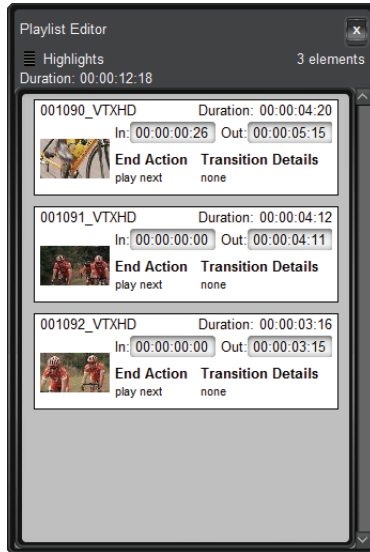 Playlist Editor x
Highlights 3 elements
Duration: 00:00:12:18
001090_VTXHD Duration: 00:00:04:20
In: 00:00:00:26 Out: 00:00:05:15
End Action Transition Details
play next none
001091_VTXHD Duration: 00:00:04:12
In: 00:00:00:00 Out: 00:00:04:11
End Action Transition Details
play next none
001092_VTXHD Duration: 00:00:03:16
In: 00:00:00:00 Out: 00:00:03:15
End Action Transition Details
play next none